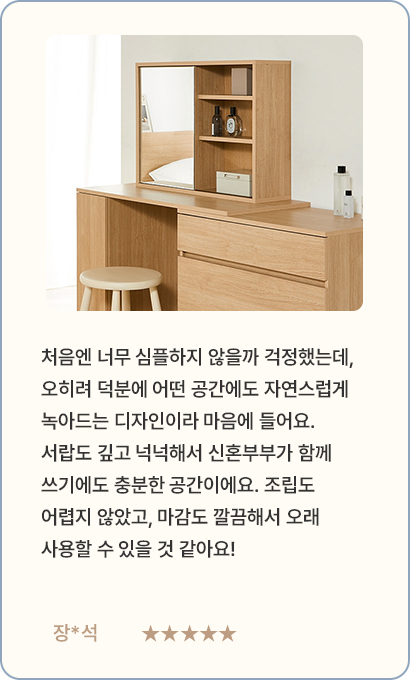 처음엔 너무 심플하지 않을까 걱정했는데,
오히려 덕분에 어떤 공간에도 자연스럽게
녹아드는 디자인이라 마음에 들어요.
서랍도 깊고 넉넉해서 신혼부부가 함께
쓰기에도 충분한 공간이에요. 조립도
어렵지 않았고, 마감도 깔끔해서 오래
사용할 수 있을 것 같아요!
장*석 ★★★★★